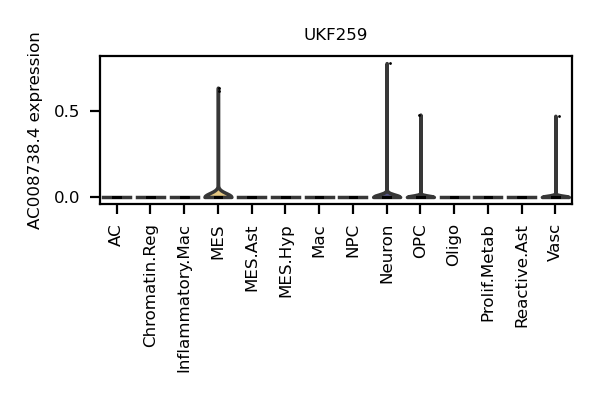 UKF259
AC008738.4 expression
0.5
0.0
AC
Chromatin.Reg
Inflammatory.Mac
MES
MES.Ast
MES.Hyp
Mac
NPC
Neuron
OPC
Oligo
Prolif.Metab
Reactive.Ast
Vasc